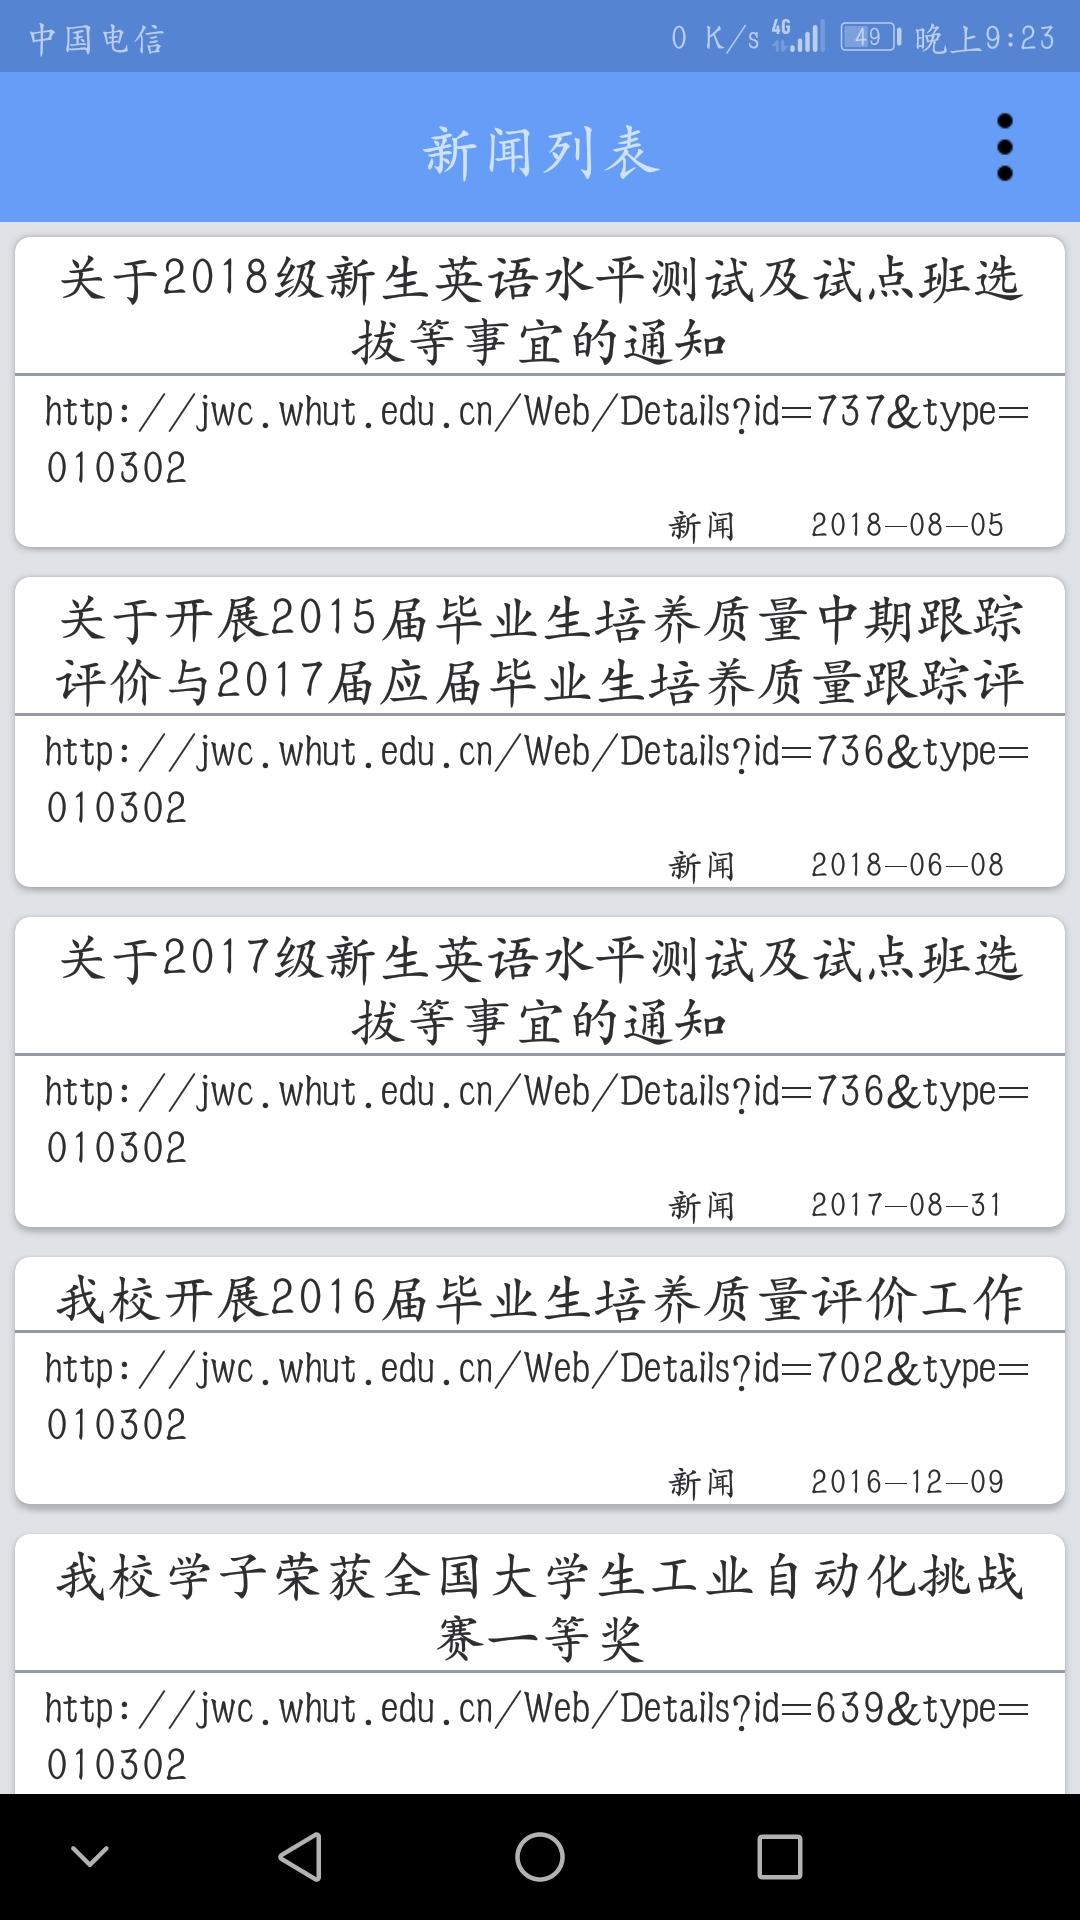 中国电信 0 K/s 4G 49 晚上9:23
新闻列表
关于2018级新生英语水平测试及试点班选
拔等事宜的通知
http://jwc.whut.edu.cn/Web/Details?id=737&type=
010302
新闻 2018-08-05
关于开展2015届毕业生培养质量中期跟踪
评价与2017届应届毕业生培养质量跟踪评
http://jwc.whut.edu.cn/Web/Details?id=736&type=
010302
新闻 2018-06-08
关于2017级新生英语水平测试及试点班选
拔等事宜的通知
http://jwc.whut.edu.cn/Web/Details?id=736&type=
010302
新闻 2017-08-31
我校开展2016届毕业生培养质量评价工作
http://jwc.whut.edu.cn/Web/Details?id=702&type=
010302
新闻 2016-12-09
我校学子荣获全国大学生工业自动化挑战
赛一等奖
http://jwc.whut.edu.cn/Web/Details?id=639&type=
010302